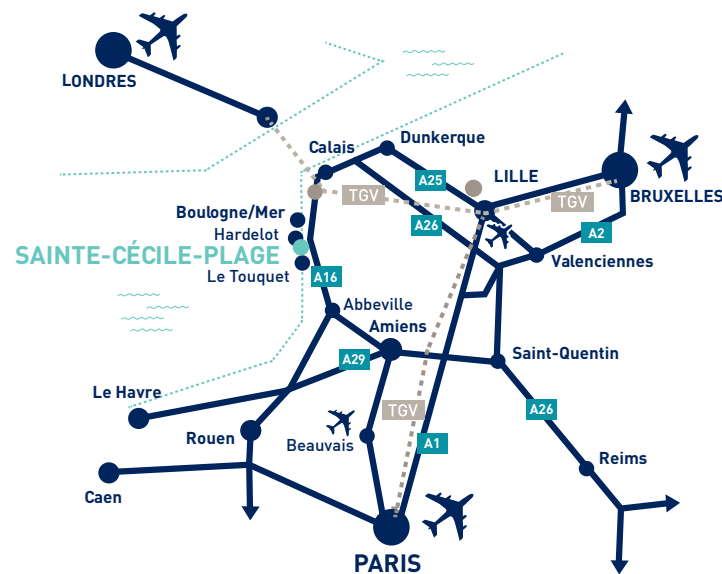 LONDRES
Dunkerque
Calais
LILLE
A25
TGV
TGV
BRUXELLES
Boulogne/Mer
A26
Hardelot
A2
SAINTE-CÉCILE-PLAGE
Valenciennes
Le Touquet
A16
Abbeville
Amiens
Saint-Quentin
A29
Le Havre
TGV
A26
Rouen
Beauvais
A1
Reims
Caen
PARIS